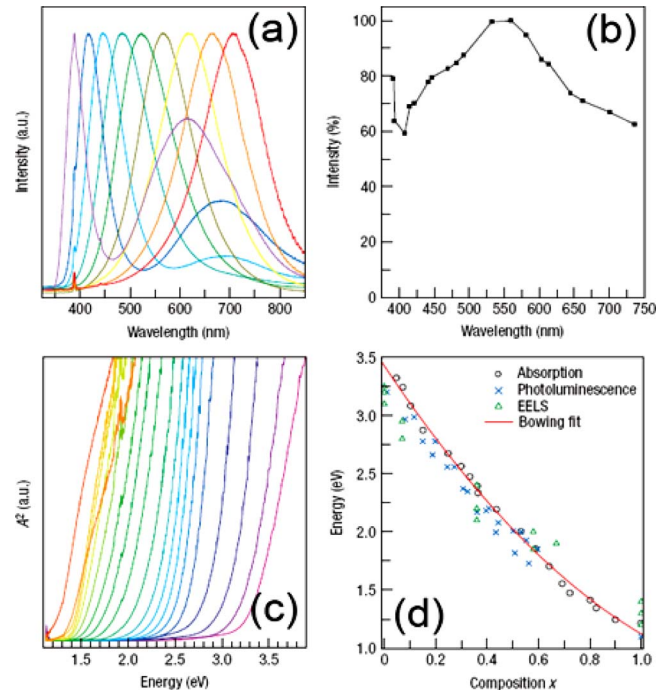 (a)
Intensity (a.u.)
400 500 600 700 800
Wavelength (nm)
(b)
Intensity (%)
100
80
60
40
20
0
400 450 500 550 600 650 700 750
Wavelength (nm)
(c)
A² (a.u.)
1.5 2.0 2.5 3.0 3.5
Energy (eV)
(d)
Energy (eV)
3.5
3.0
2.5
2.0
1.5
1.0
Absorption
Photoluminescence
EELS
Bowing fit
0 0.2 0.4 0.6 0.8 1.0
Composition x